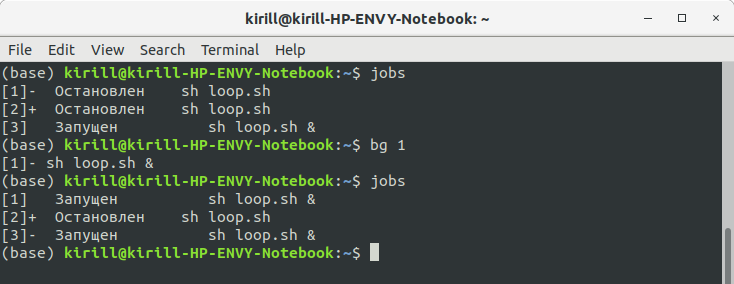 kirill@kirill-HP-ENVY-Notebook: ~
File Edit View Search Terminal Help
(base) kirill@kirill-HP-ENVY-Notebook:~$ jobs
[1]-  Остановлен    sh loop.sh
[2]+  Остановлен    sh loop.sh
[3]   Запущен          sh loop.sh &
(base) kirill@kirill-HP-ENVY-Notebook:~$ bg 1
[1]- sh loop.sh &
(base) kirill@kirill-HP-ENVY-Notebook:~$ jobs
[1]   Запущен          sh loop.sh &
[2]+  Остановлен    sh loop.sh
[3]-  Запущен          sh loop.sh &
(base) kirill@kirill-HP-ENVY-Notebook:~$